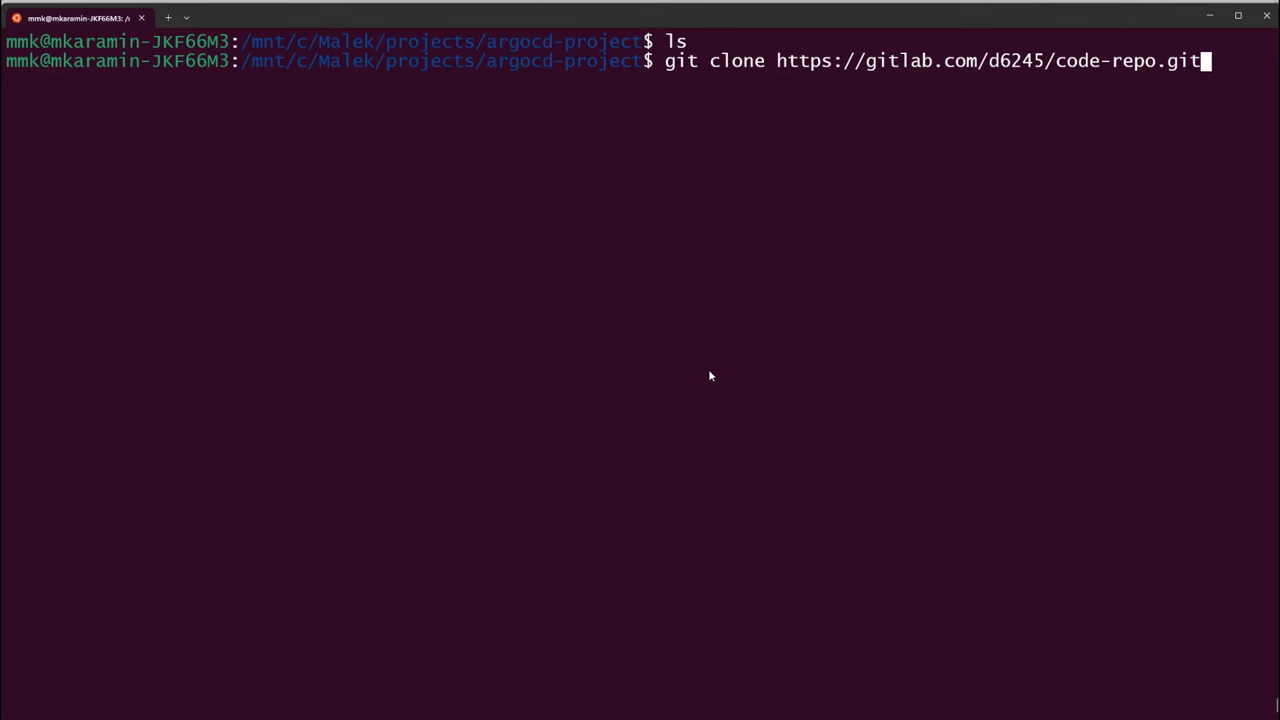 mmk@mkaramin-JKF66M3: /r
mmk@mkaramin-JKF66M3:/mnt/c/Malek/projects/argocd-project$ ls
mmk@mkaramin-JKF66M3:/mnt/c/Malek/projects/argocd-project$ git clone https://gitlab.com/d6245/code-repo.git